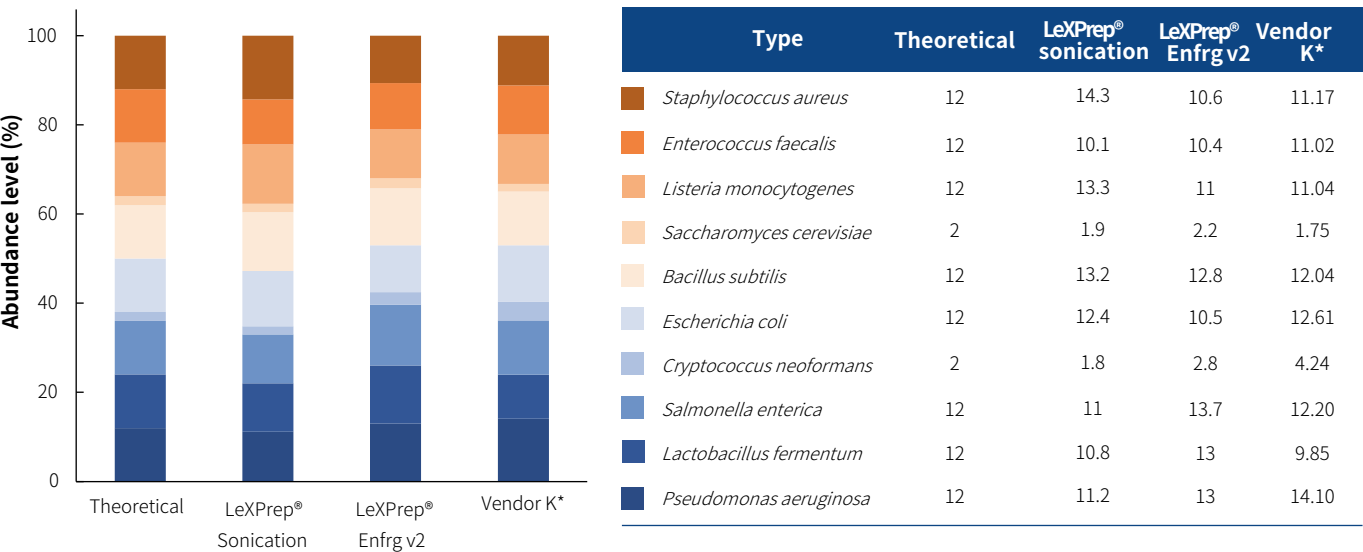 Abundance level (%)
100
80
60
40
20
0
Theoretical
LeXPrep®
Sonication
LeXPrep®
Enfrg v2
Vendor K*
Type Theoretical LeXPrep® sonication LeXPrep® Enfrg v2 Vendor K*
Staphylococcus aureus 12 14.3 10.6 11.17
Enterococcus faecalis 12 10.1 10.4 11.02
Listeria monocytogenes 12 13.3 11 11.04
Saccharomyces cerevisiae 2 1.9 2.2 1.75
Bacillus subtilis 12 13.2 12.8 12.04
Escherichia coli 12 12.4 10.5 12.61
Cryptococcus neoformans 2 1.8 2.8 4.24
Salmonella enterica 12 11 13.7 12.20
Lactobacillus fermentum 12 10.8 13 9.85
Pseudomonas aeruginosa 12 11.2 13 14.10